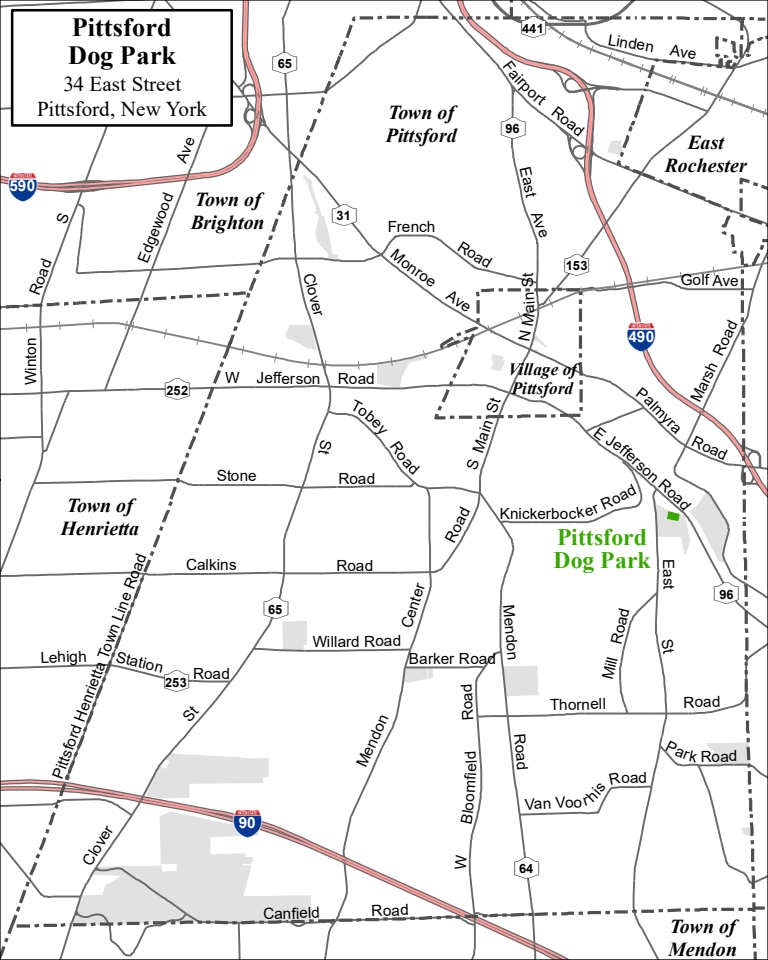 Pittsford
Dog Park
34 East Street
Pittsford, New York
65
441
Linden Ave
Fairport Road
Town of
Pittsford
96
East
Rochester
Ave
590
Town of
Brighton
31
East Ave
S
Edgewood
French Road
153
Road
Clover
Monroe Ave
N Main St
Golf Ave
490
Marsh Road
Winton
Village of
Pittsford
252
W Jefferson Road
Palmyra Road
Tobey Road
S Main St
St
E Jefferson Road
Stone Road
Knickerbocker Road
Town of
Henrietta
Road
Pittsford
Dog Park
Calkins Road
East
96
Center
65
Mendon
Mill Road
Willard Road
St
Lehigh Station Road
253
Barker Road
Pittsford Henrietta Town Line Road
Road
Thornell Road
St
Mendon
Road
Park Road
Bloomfield
Van Voorhis Road
90
Clover
W
64
Canfield Road
Town of
Mendon